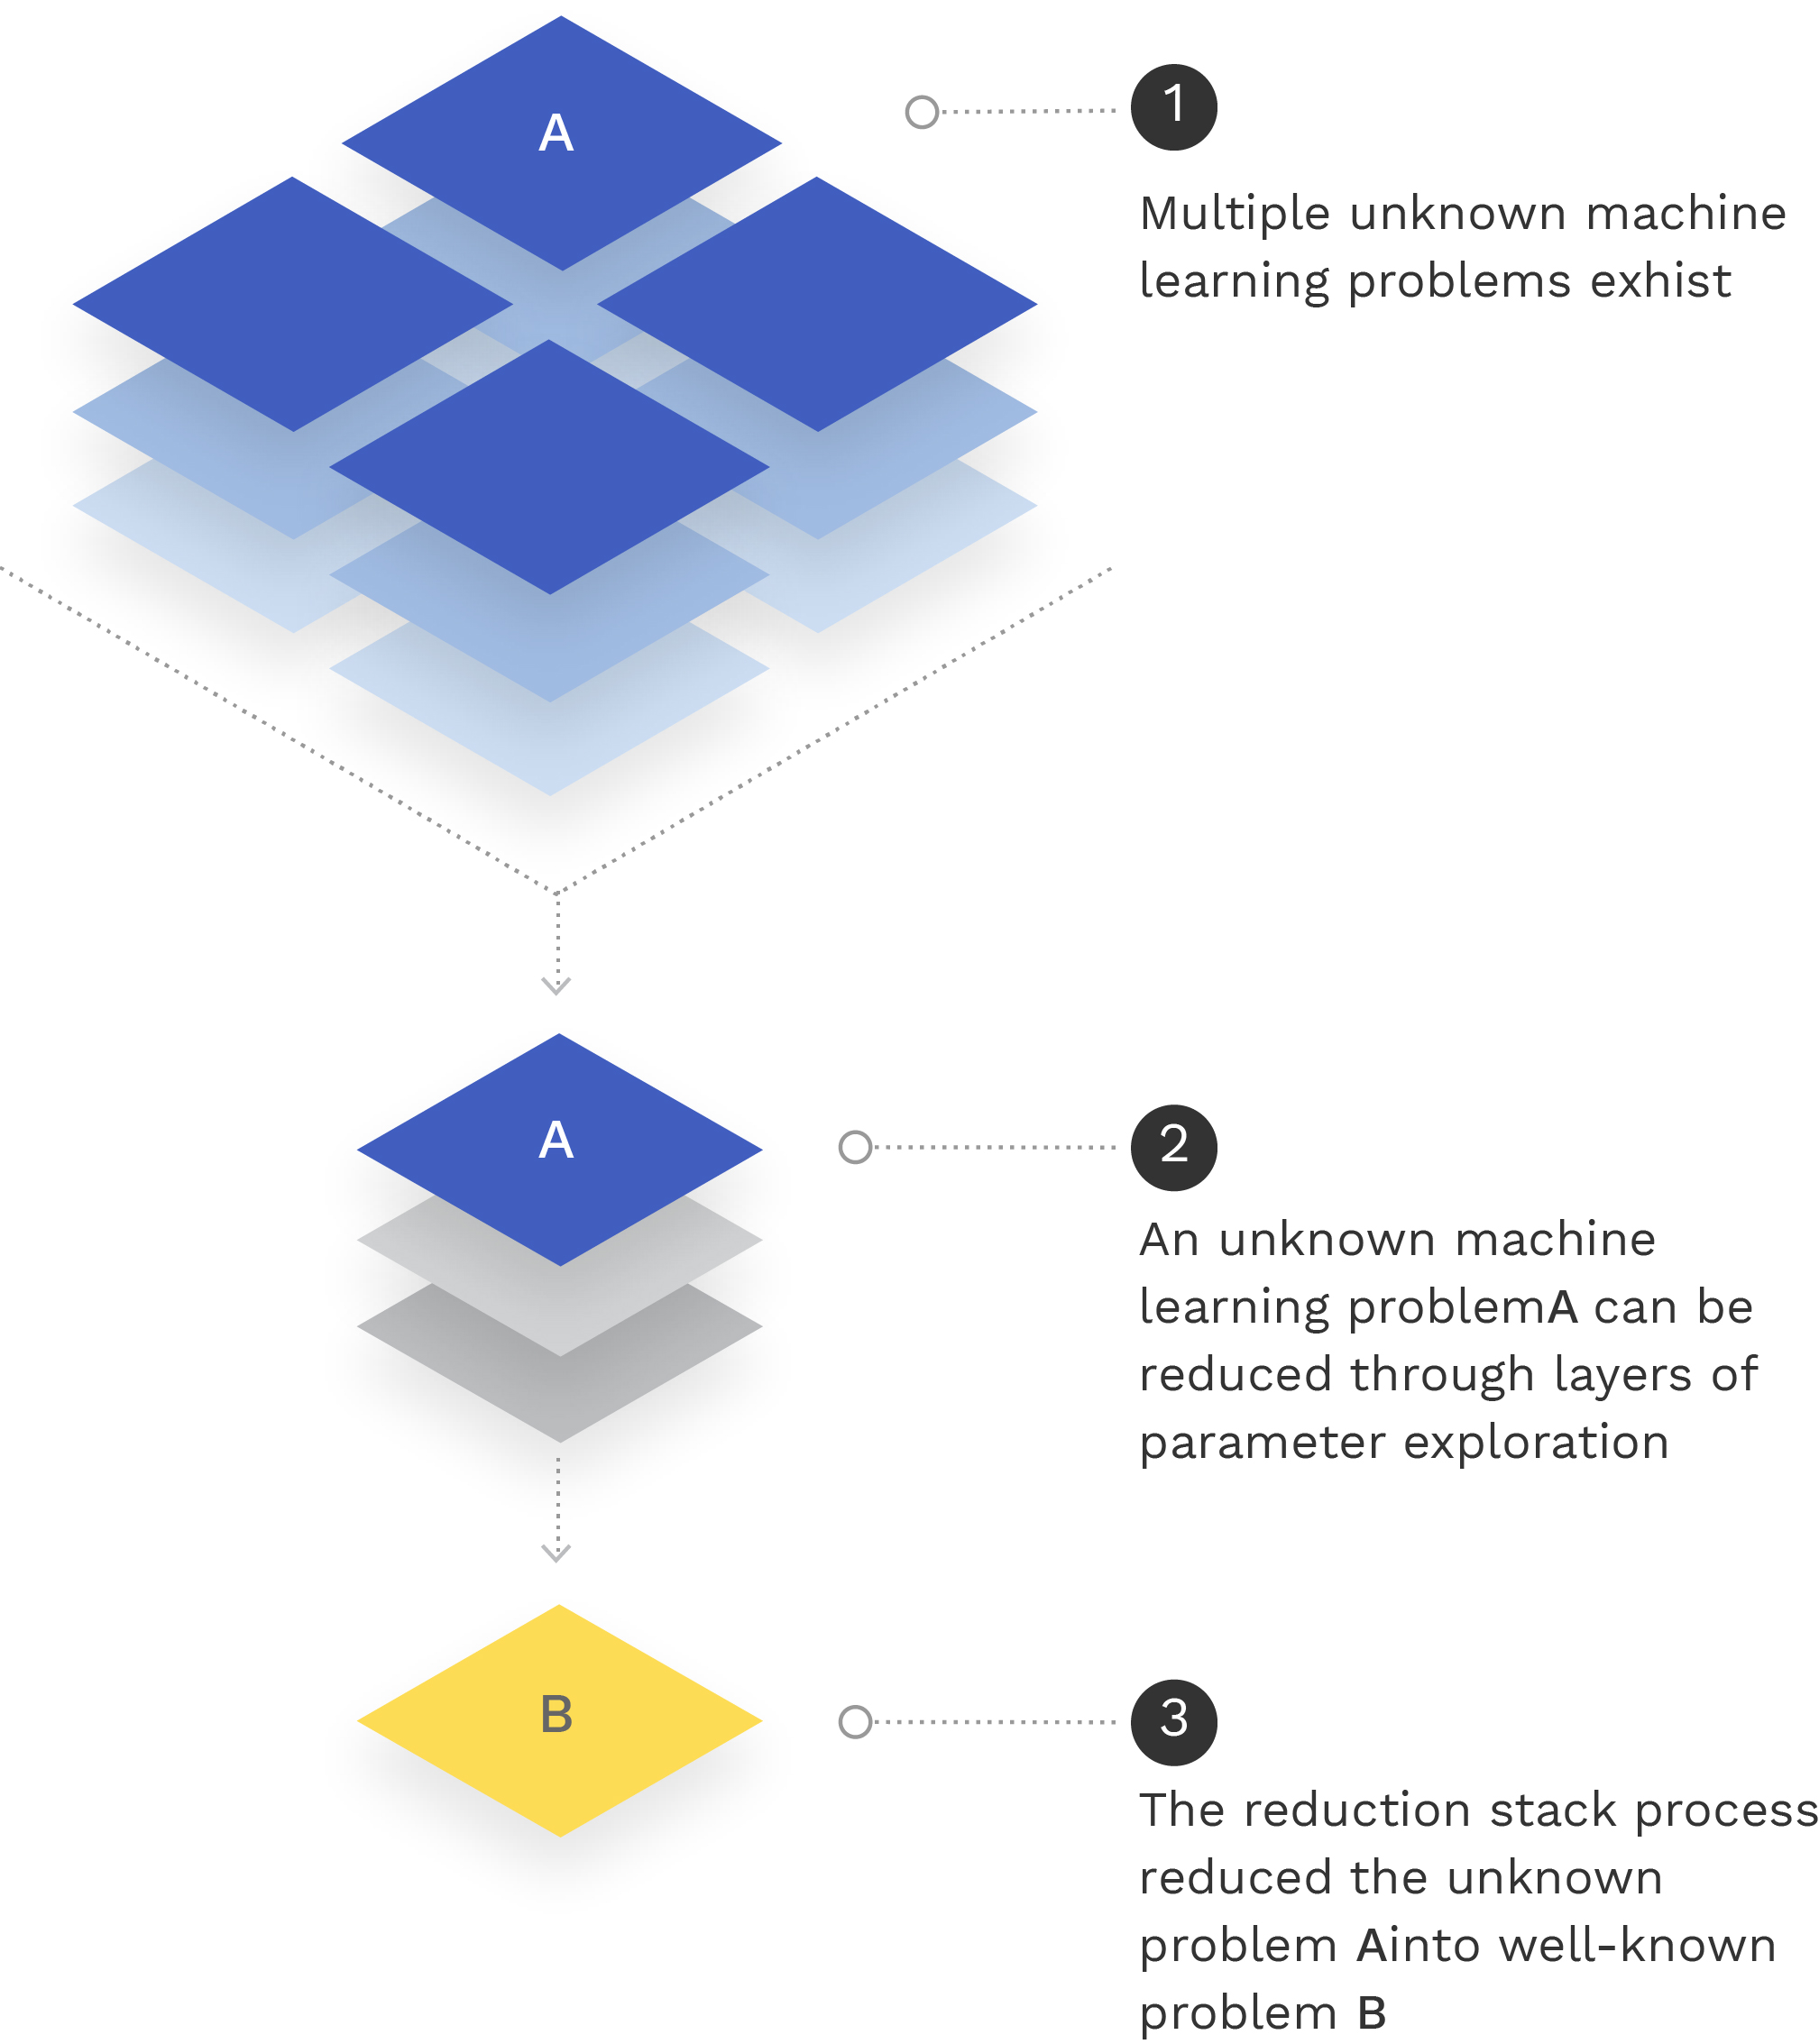 A
1
Multiple unknown machine
learning problems exhist
A
2
An unknown machine
learning problemA can be
reduced through layers of
parameter exploration
B
3
The reduction stack process
reduced the unknown
problem Ainto well-known
problem B